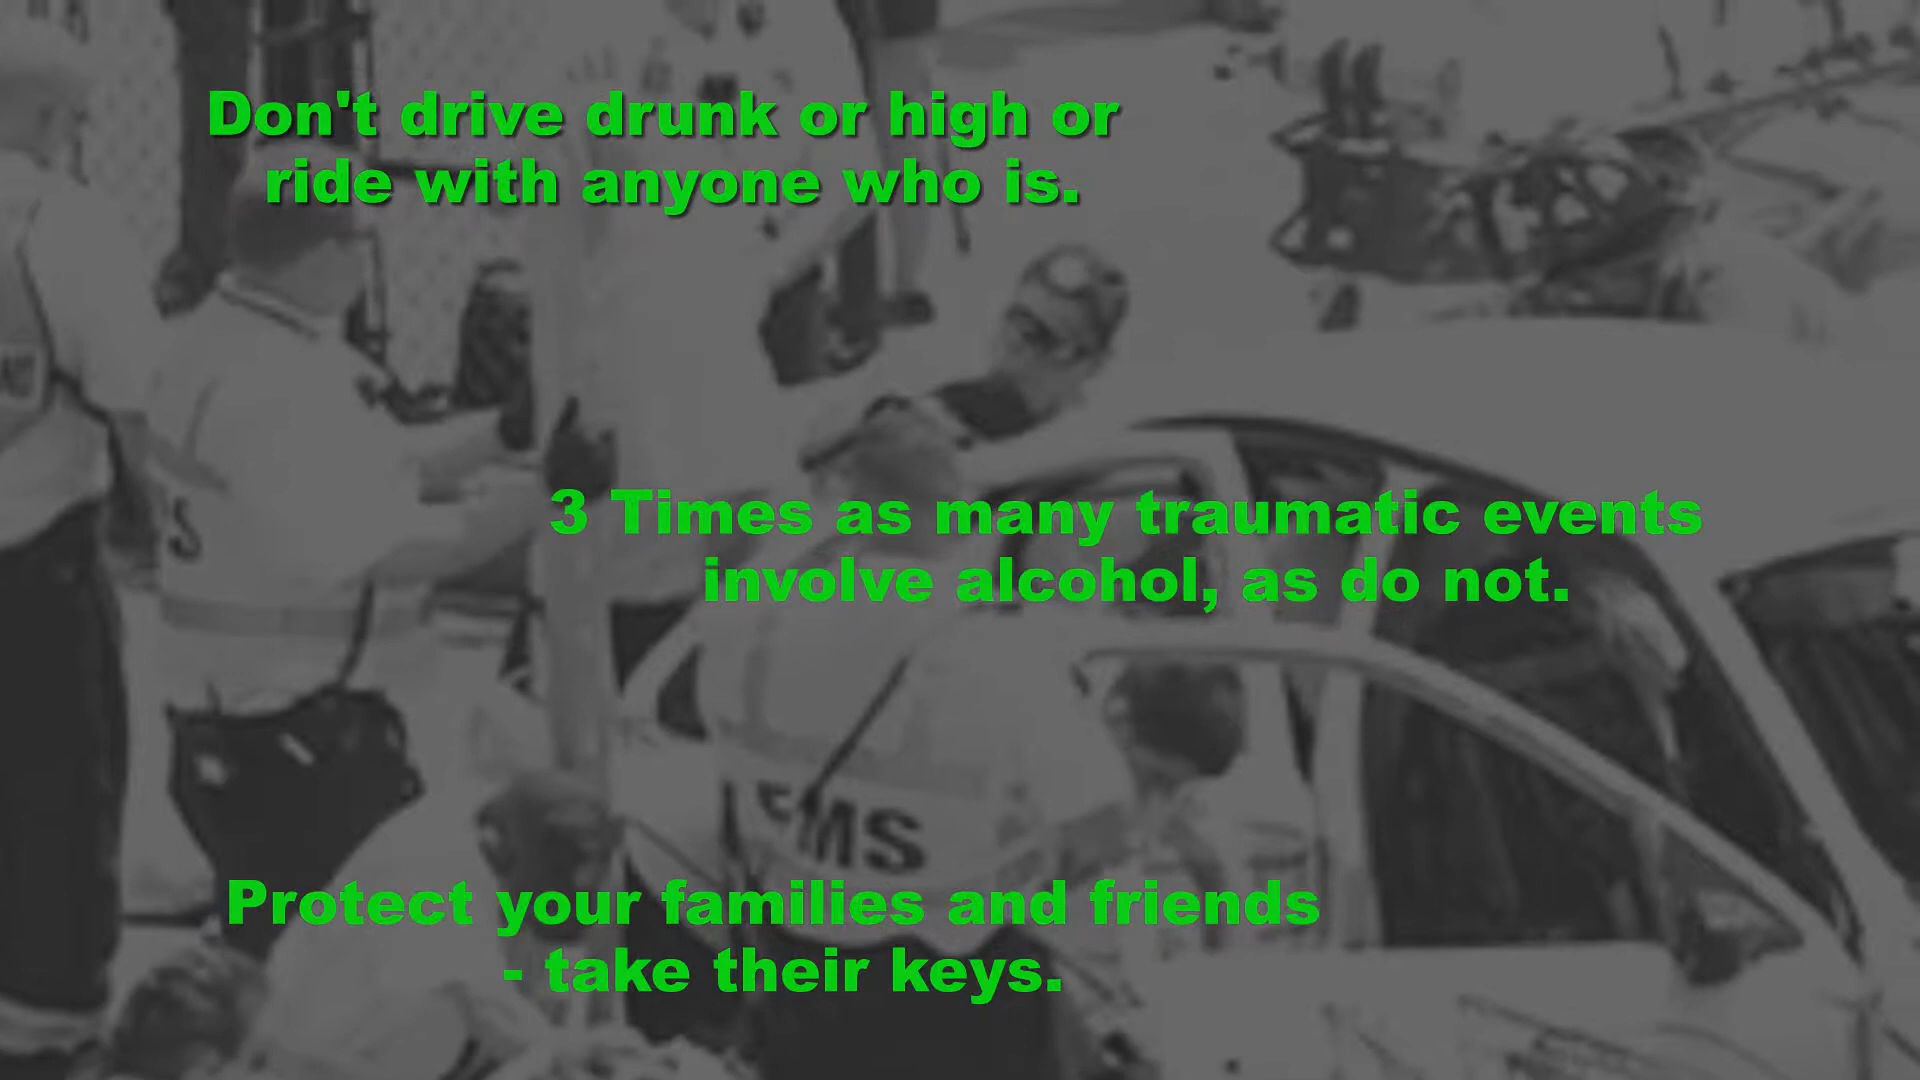 Don't drive drunk or high or
ride with anyone who is.
3 Times as many traumatic events
involve alcohol, as do not.
EMS
Protect your families and friends
- take their keys.